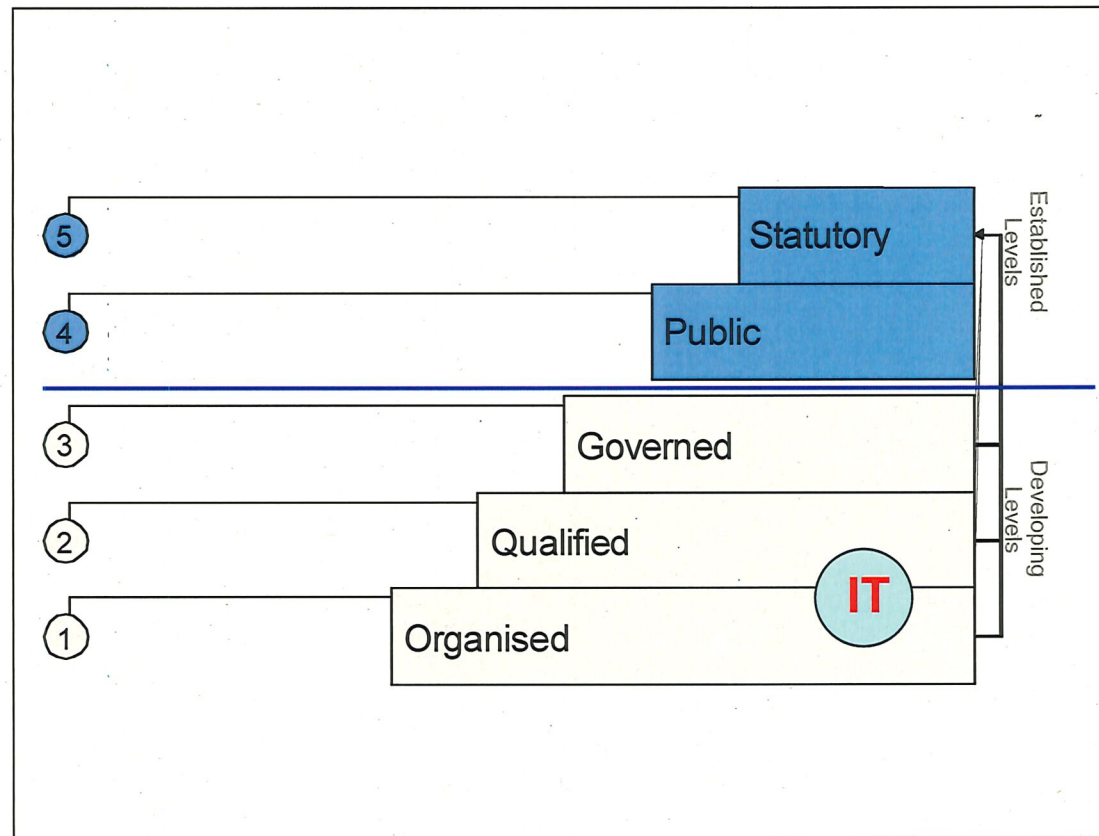 5
Statutory
Established
Levels
4
Public
3
Governed
Developing
Levels
2
Qualified
IT
1
Organised